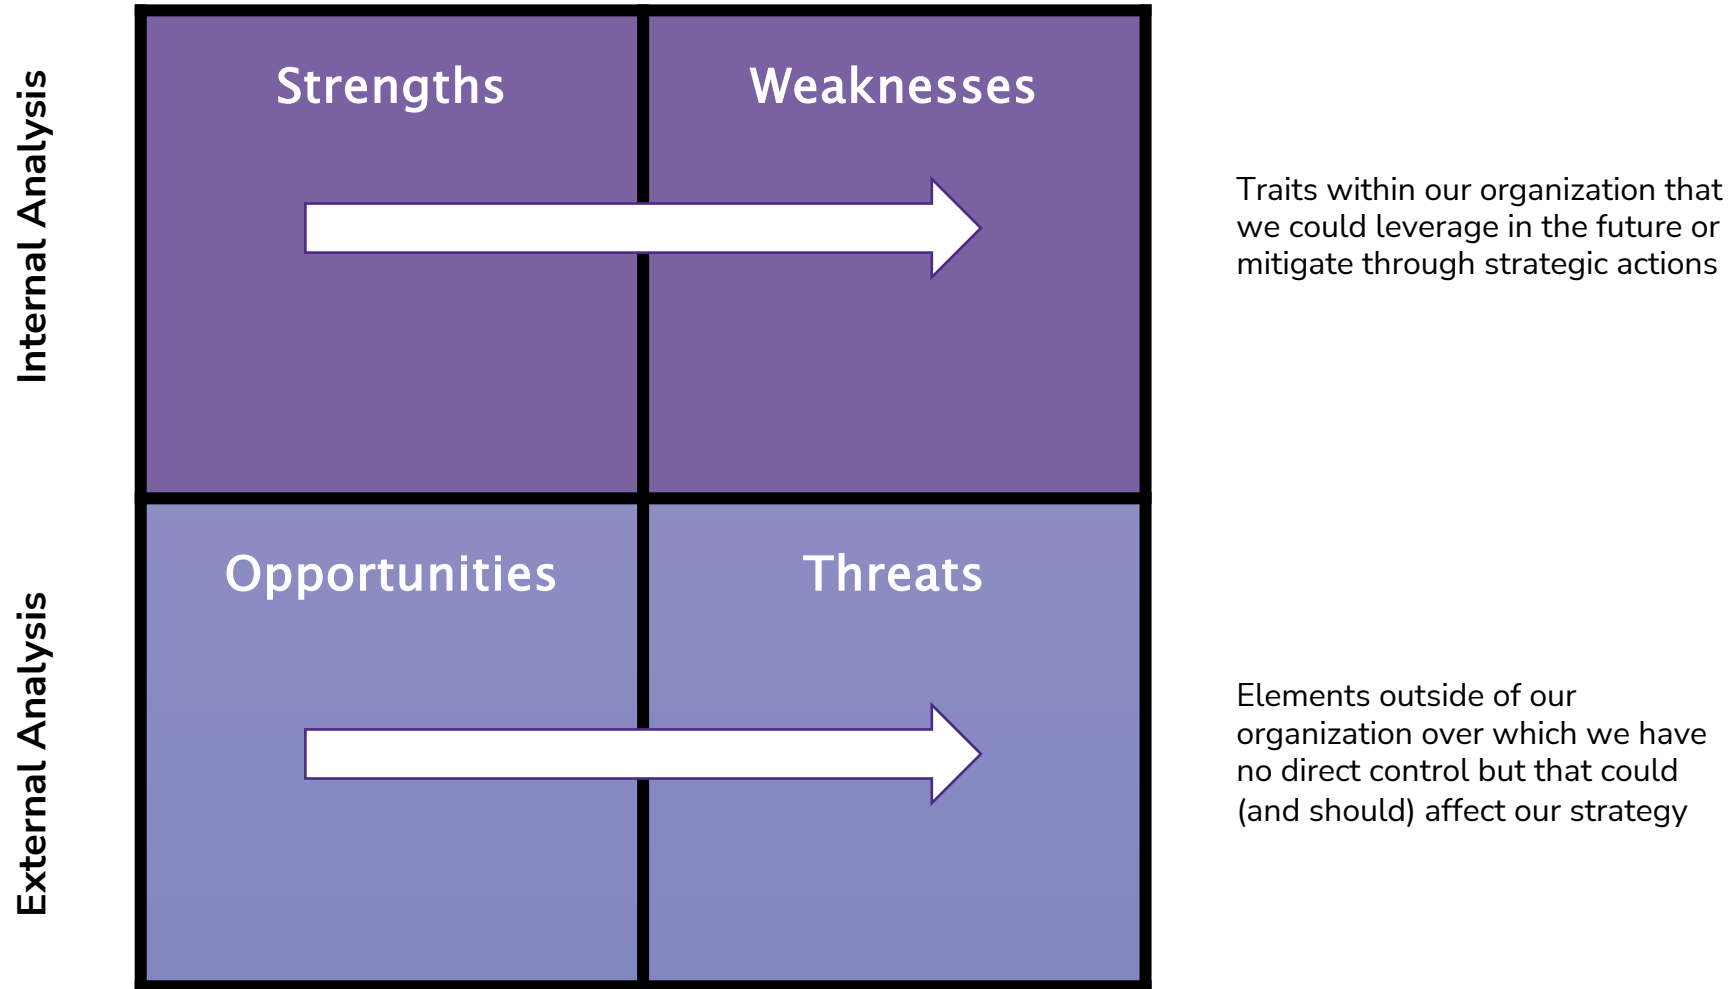 Internal Analysis
Strengths
Weaknesses
Traits within our organization that
we could leverage in the future or
mitigate through strategic actions
External Analysis
Opportunities
Threats
Elements outside of our
organization over which we have
no direct control but that could
(and should) affect our strategy